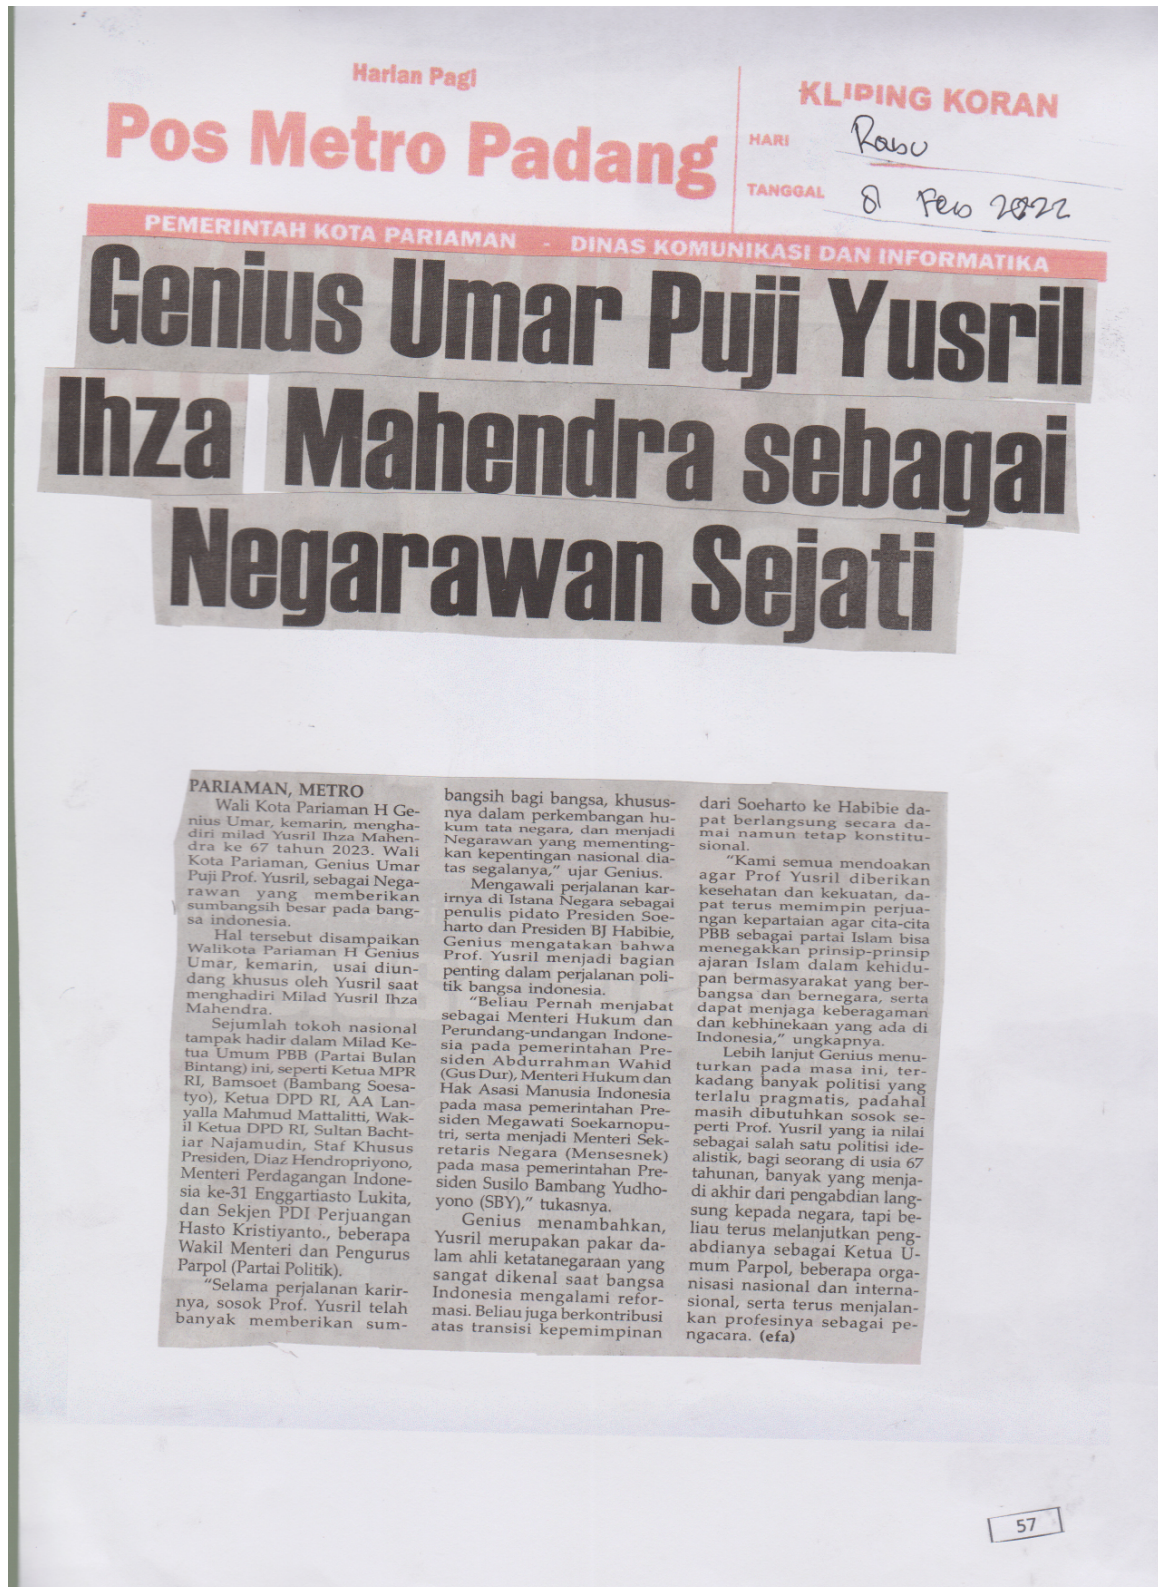 Harian Pagi
Pos Metro Padang
KLIPING KORAN
HARI Rabu
TANGGAL 8 Feb 2022
PEMERINTAH KOTA PARIAMAN - DINAS KOMUNIKASI DAN INFORMATIKA
Genius Umar Puji Yusril
Ihza Mahendra sebagai
Negarawan Sejati
PARIAMAN, METRO
Wali Kota Pariaman H Ge-
nius Umar, kemarin, mengha-
diri milad Yusril Ihza Mahen-
dra ke 67 tahun 2023. Wali
Kota Pariaman, Genius Umar
Puji Prof. Yusril, sebagai Nega-
rawan yang memberikan
sumbangsih besar pada bang-
sa indonesia.
Hal tersebut disampaikan
Walikota Pariaman H Genius
Umar, kemarin, usai diun-
dang khusus oleh Yusril saat
menghadiri Milad Yusril Ihza
Mahendra.
Sejumlah tokoh nasional
tampak hadir dalam Milad Ke-
tua Umum PBB (Partai Bulan
Bintang) ini, seperti Ketua MPR
RI, Bamsoet (Bambang Soesa-
tyo), Ketua DPD RI, AA Lan-
yalla Mahmud Mattalitti, Wak-
il Ketua DPD RI, Sultan Bacht-
iar Najamudin, Staf Khusus
Presiden, Diaz Hendropriyono,
Menteri Perdagangan Indone-
sia ke-31 Enggartiasto Lukita,
dan Sekjen PDI Perjuangan
Hasto Kristiyanto., beberapa
Wakil Menteri dan Pengurus
Parpol (Partai Politik).
"Selama perjalanan karir-
nya, sosok Prof. Yusril telah
banyak memberikan sum-
bangsih bagi bangsa, khusus-
nya dalam perkembangan hu-
kum tata negara, dan menjadi
Negarawan yang mementing-
kan kepentingan nasional dia-
tas segalanya," ujar Genius.
Mengawali perjalanan kar-
irnya di Istana Negara sebagai
penulis pidato Presiden Soe-
harto dan Presiden BJ Habibie,
Genius mengatakan bahwa
Prof. Yusril menjadi bagian
penting dalam perjalanan poli-
tik bangsa indonesia.
"Beliau Pernah menjabat
sebagai Menteri Hukum dan
Perundang-undangan Indone-
sia pada pemerintahan Pre-
siden Abdurrahman Wahid
(Gus Dur), Menteri Hukum dan
Hak Asasi Manusia Indonesia
pada masa pemerintahan Pre-
siden Megawati Soekarnopu-
tri, serta menjadi Menteri Sek-
retaris Negara (Mensesnek)
pada masa pemerintahan Pre-
siden Susilo Bambang Yudho-
yono (SBY)," tukasnya.
Genius menambahkan,
Yusril merupakan pakar da-
lam ahli ketatanegaraan yang
sangat dikenal saat bangsa
Indonesia mengalami refor-
masi. Beliau juga berkontribusi
atas transisi kepemimpinan
dari Soeharto ke Habibie da-
pat berlangsung secara da-
mai namun tetap konstitu-
sional.
"Kami semua mendoakan
agar Prof Yusril diberikan
kesehatan dan kekuatan, da-
pat terus memimpin perjua-
ngan kepartaian agar cita-cita
PBB sebagai partai Islam bisa
menegakkan prinsip-prinsip
ajaran Islam dalam kehidu-
pan bermasyarakat yang ber-
bangsa dan bernegara, serta
dapat menjaga keberagaman
dan kebhinekaan yang ada di
Indonesia," ungkapnya.
Lebih lanjut Genius menu-
turkan pada masa ini, ter-
kadang banyak politisi yang
terlalu pragmatis, padahal
masih dibutuhkan sosok se-
perti Prof. Yusril yang ia nilai
sebagai salah satu politisi ide-
alistik, bagi seorang di usia 67
tahunan, banyak yang menja-
di akhir dari pengabdian lang-
sung kepada negara, tapi be-
liau terus melanjutkan peng-
abdianya sebagai Ketua U-
mum Parpol, beberapa orga-
nisasi nasional dan interna-
sional, serta terus menjalan-
kan profesinya sebagai pe-
ngacara. (efa)
57